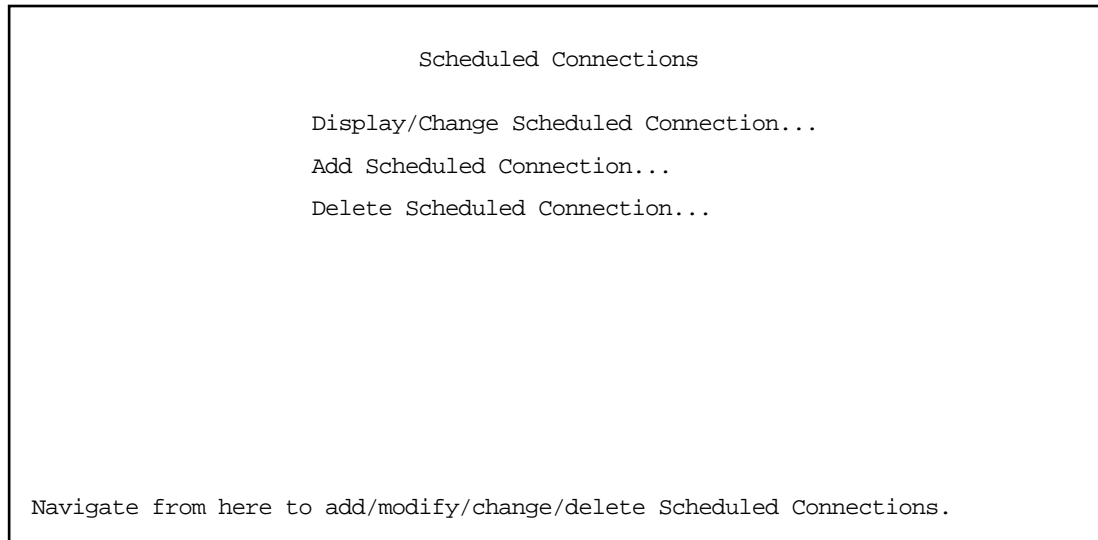 Scheduled Connections
Display/Change Scheduled Connection...
Add Scheduled Connection...
Delete Scheduled Connection...
Navigate from here to add/modify/change/delete Scheduled Connections.